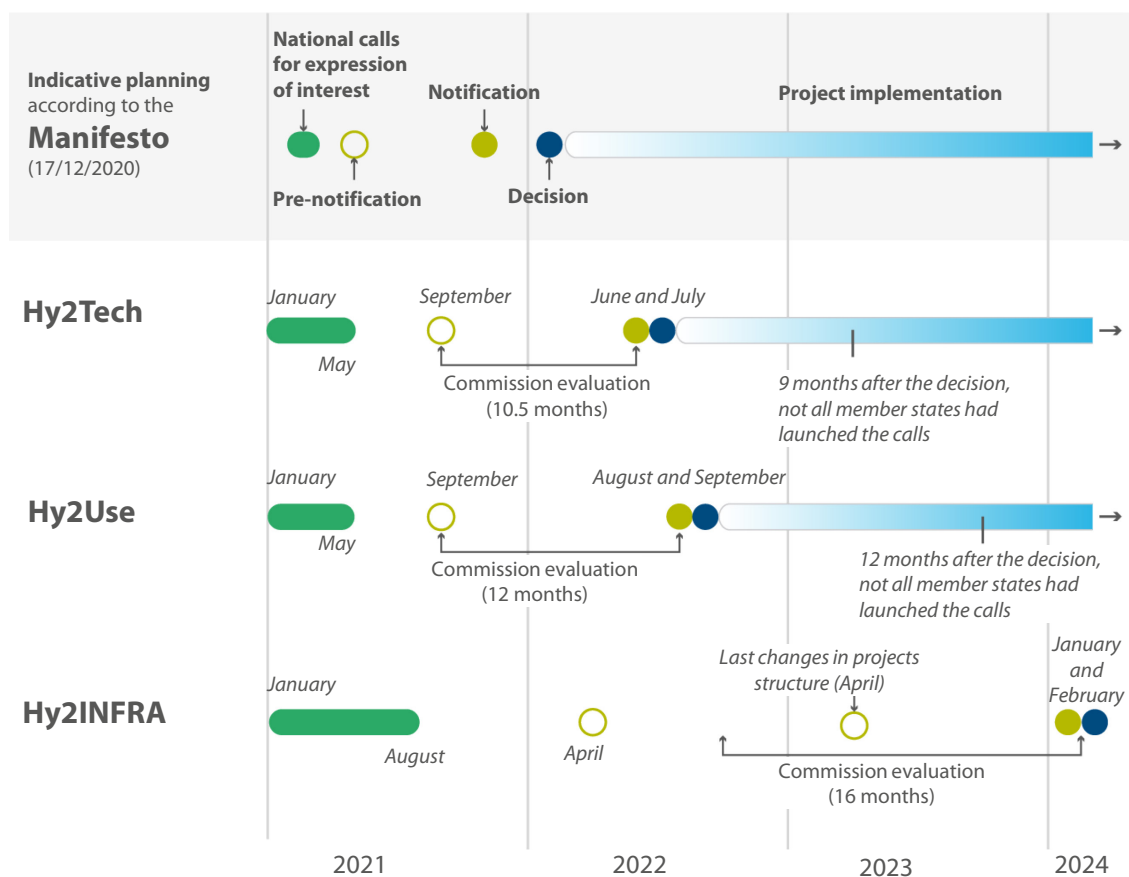 National calls
for expression
of interest
Indicative planning
according to the
Manifesto
(17/12/2020)
Notification
Project implementation
Pre-notification
Decision
Hy2Tech
January
May
September
June and July
Commission evaluation
(10.5 months)
9 months after the decision,
not all member states had
launched the calls
Hy2Use
January
May
September
August and September
Commission evaluation
(12 months)
12 months after the decision,
not all member states had
launched the calls
Hy2INFRA
January
August
April
Last changes in projects
structure (April)
January
and
February
Commission evaluation
(16 months)
2021
2022
2023
2024